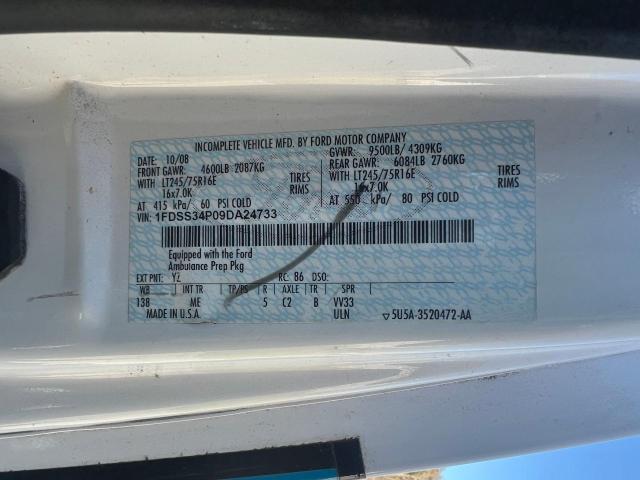 INCOMPLETE VEHICLE MFD. BY FORD MOTOR COMPANY
DATE: 10/08 GVWR: 9500LB/ 4309KG
FRONT GAWR: 4600LB 2087KG REAR GAWR: 6084LB 2760KG
WITH LT245/75R16E TIRES WITH LT245/75R16E TIRES
16x7.0K RIMS 16x7.0K RIMS
AT 415 kPa/ 60 PSI COLD AT 550 kPa/ 80 PSI COLD
1FDSS34P09DA24733
Equipped with the Ford
Ambulance Prep Pkg
EXT PNT: YZ RC: 86 DSO:
WB INT TR TP/PS R AXLE TR SPR
138 ME 5 C2 B VV33
MADE IN U.S.A. ULN ▽5U5A-3520472-AA